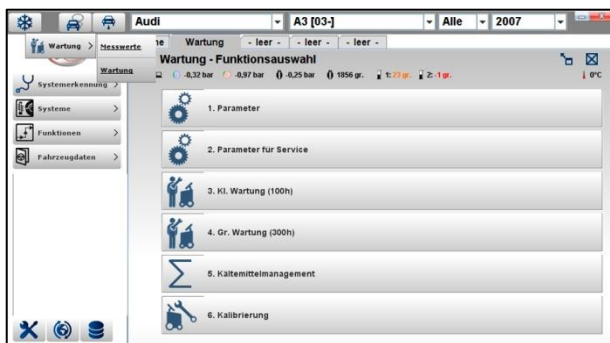 Audi
A3 [03-]
Alle
2007
Wartung > Messwerte
Wartung
ne
Wartung
- leer -
- leer -
- leer -
Wartung - Funktionsauswahl
-0,32 bar -0,97 bar -0,25 bar 1856 gr. 1: 23 gr. 2: -1 gr. 0°C
Systemerkennung >
Systeme >
Funktionen >
Fahrzeugdaten >
1. Parameter
2. Parameter für Service
3. Kl. Wartung (100h)
4. Gr. Wartung (300h)
5. Kältemittelmanagement
6. Kalibrierung